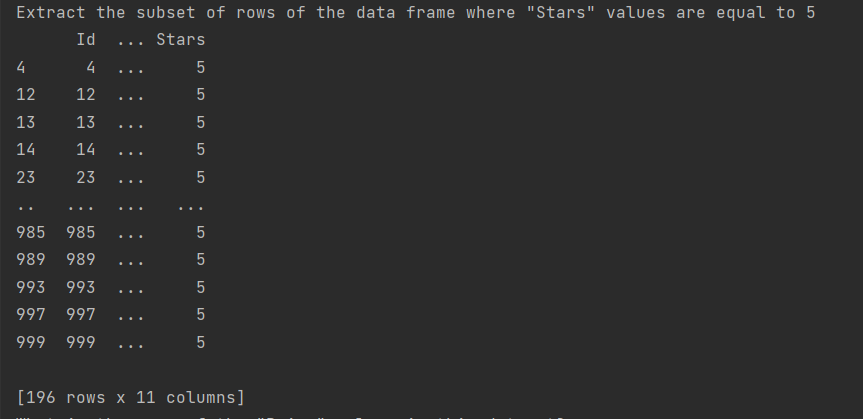 Extract the subset of rows of the data frame where "Stars" values are equal to 5
Id ... Stars
4 4 ... 5
12 12 ... 5
13 13 ... 5
14 14 ... 5
23 23 ... 5
.. ... ... ...
985 985 ... 5
989 989 ... 5
993 993 ... 5
997 997 ... 5
999 999 ... 5
[196 rows x 11 columns]